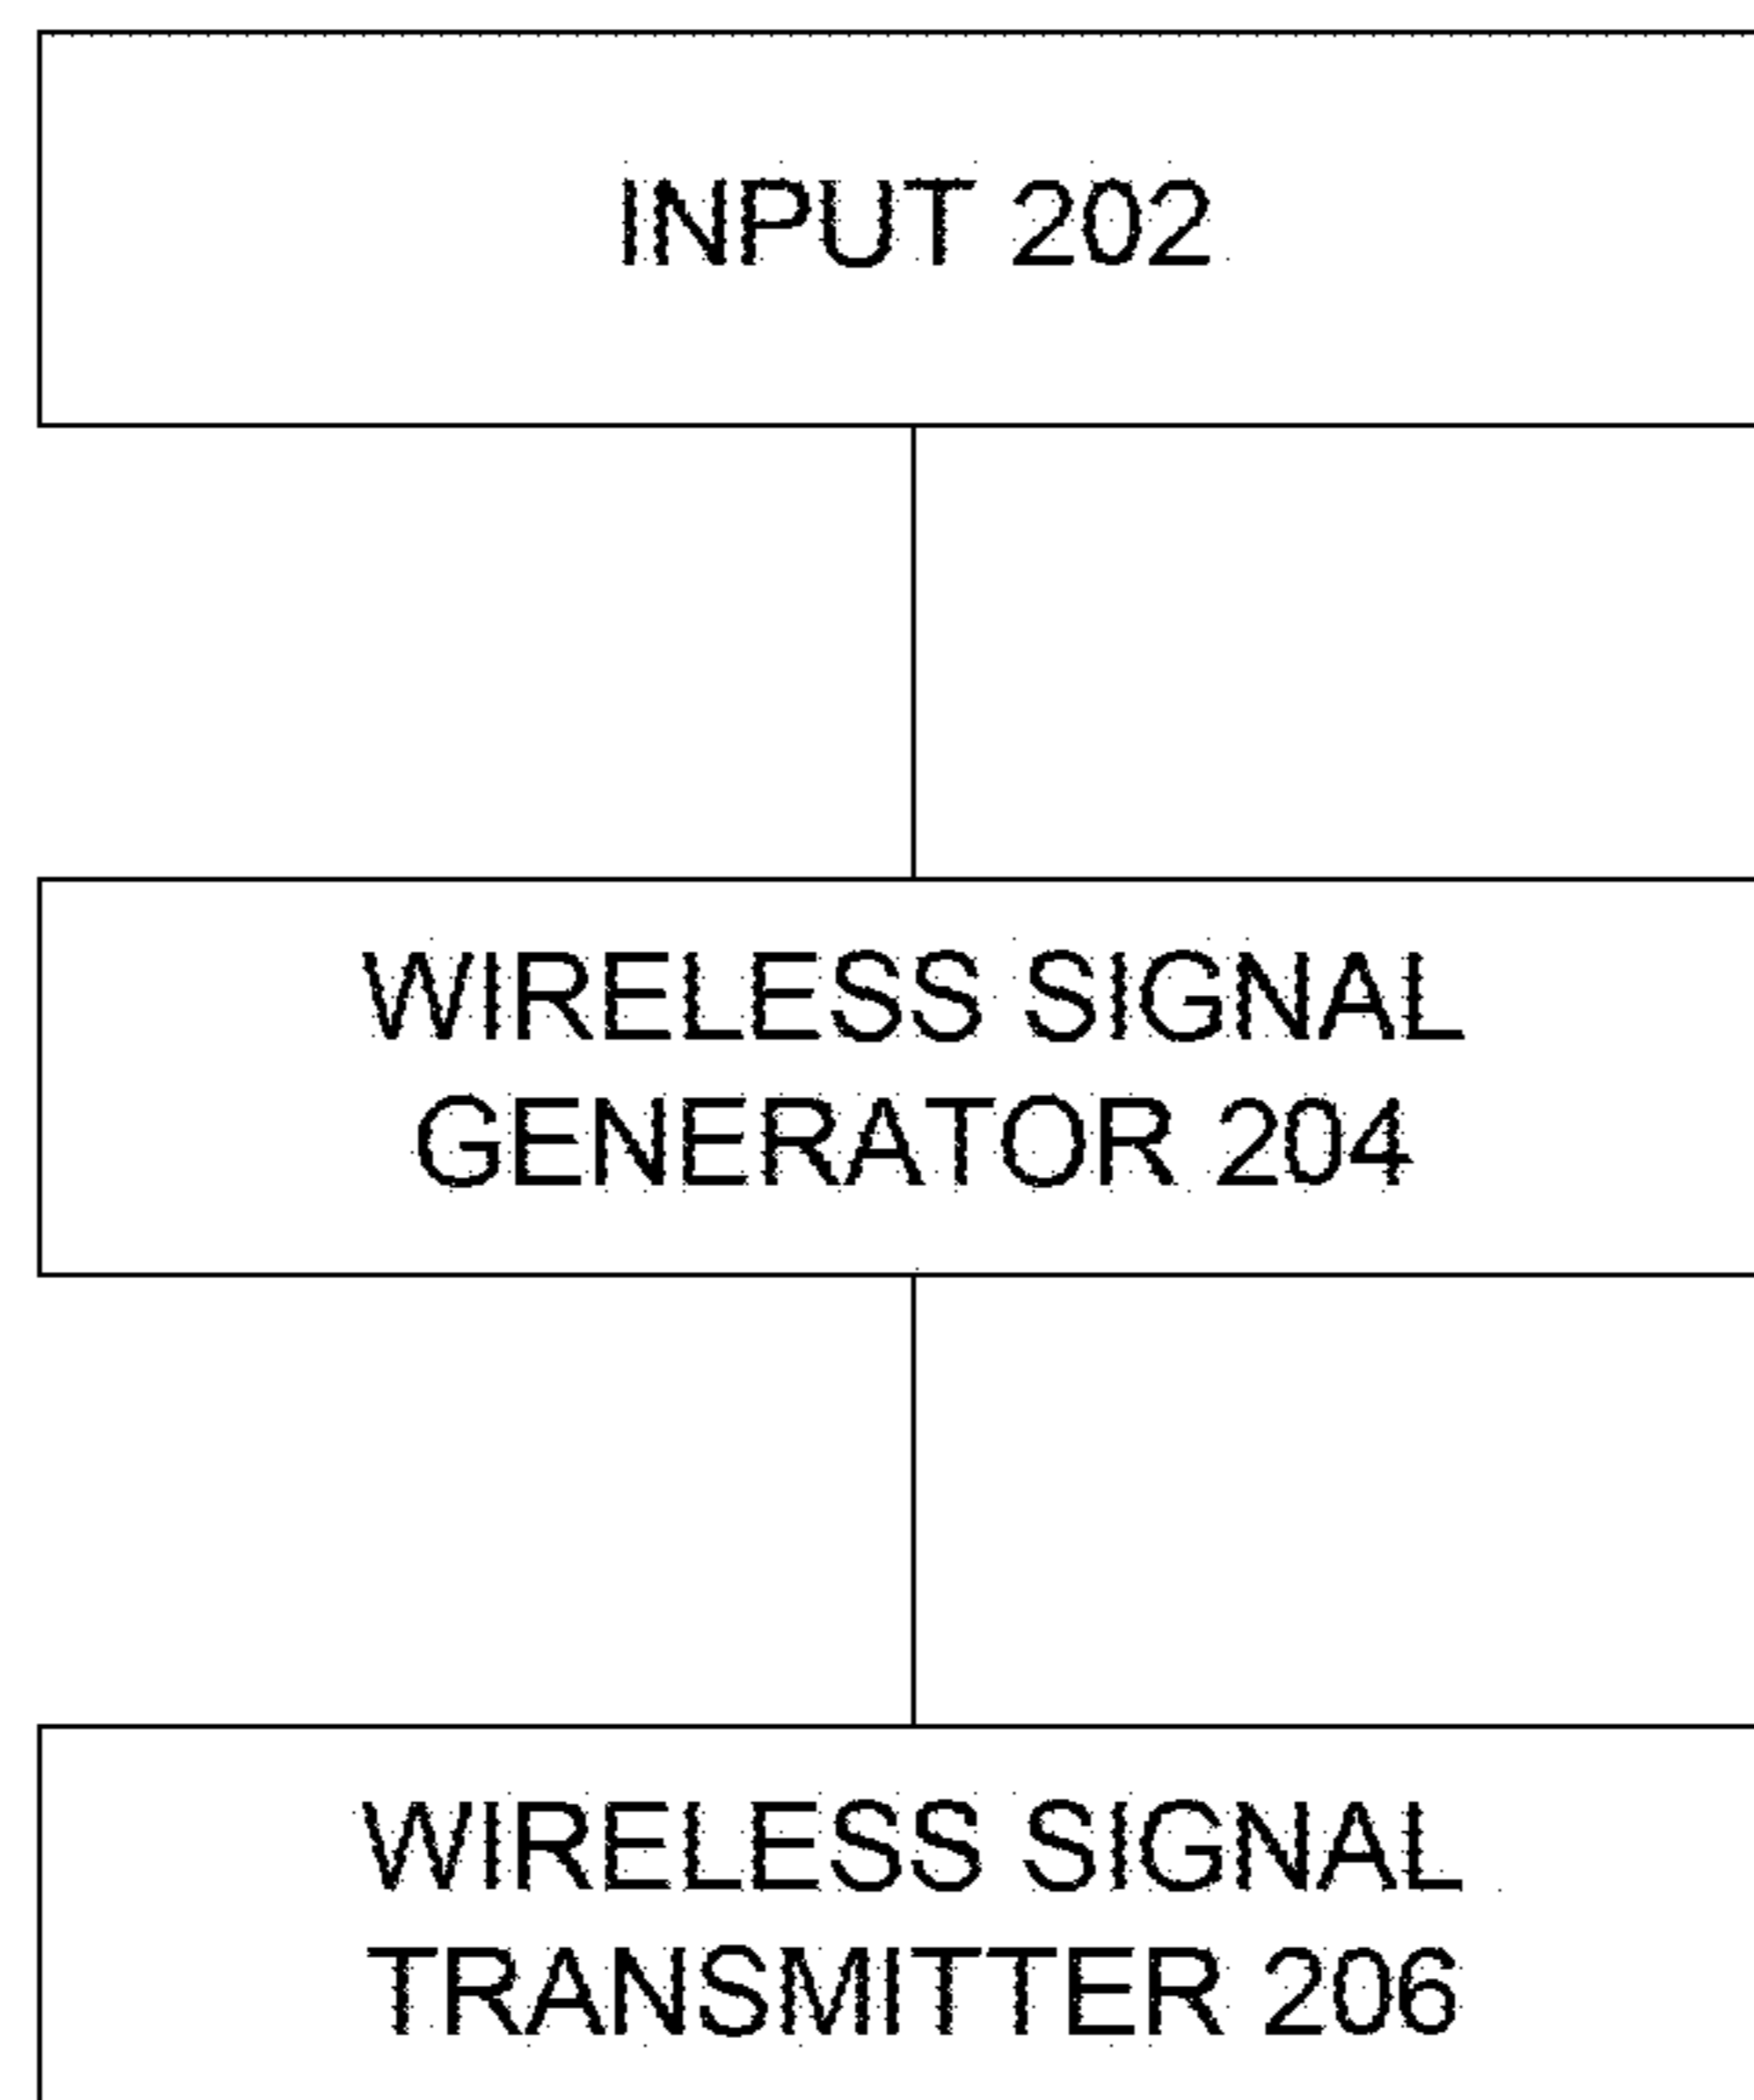 INPUT 202
WIRELESS SIGNAL
GENERATOR 204
WIRELESS SIGNAL
TRANSMITTER 206